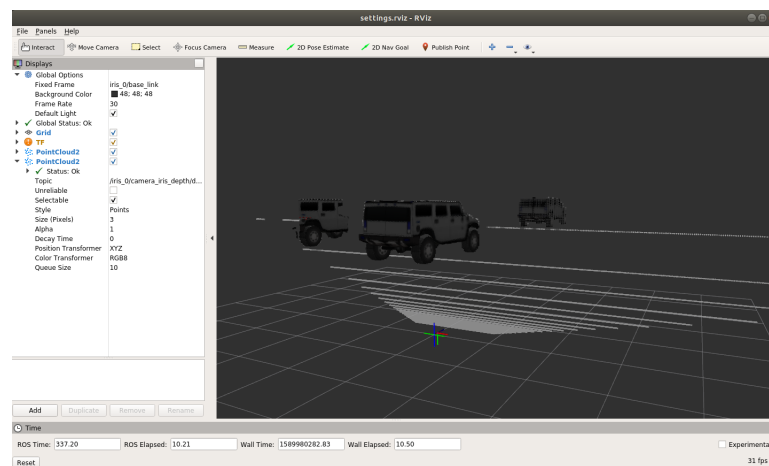 settings.rviz - RViz
File Panels Help
Interact Move Camera Select Focus Camera Measure 2D Pose Estimate 2D Nav Goal Publish Point
Displays
Global Options
Fixed Frame iris_0/base_link
Background Color 48; 48; 48
Frame Rate 30
Default Light
Global Status: Ok
Grid
TF
PointCloud2
PointCloud2
Status: Ok
Topic /iris_0/camera_iris_depth/d...
Unreliable
Selectable
Style Points
Size (Pixels) 3
Alpha 1
Decay Time 0
Position Transformer XYZ
Color Transformer RGB8
Queue Size 10
Add Duplicate Remove Rename
Time
ROS Time: 337.20 ROS Elapsed: 10.21 Wall Time: 1589980282.83 Wall Elapsed: 10.50 Experimenta
Reset 31 fps